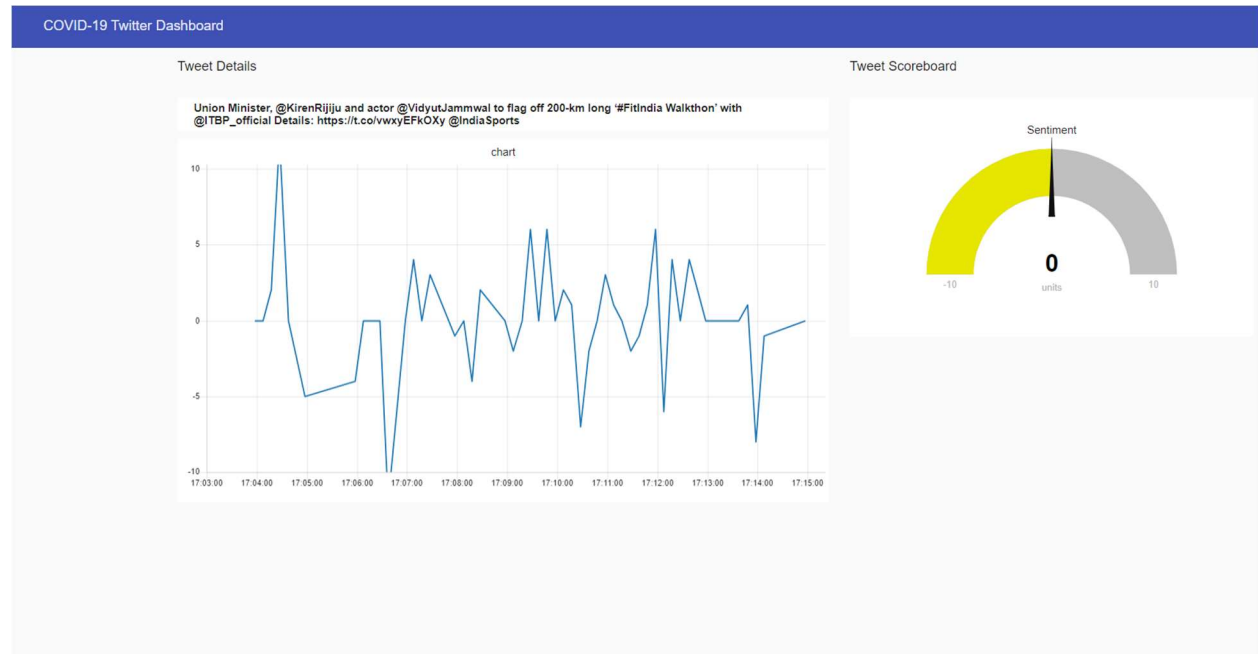 COVID-19 Twitter Dashboard
Tweet Details
Tweet Scoreboard
Union Minister, @KirenRijiju and actor @VidyutJammwal to flag off 200-km long ‘#FitIndia Walkthon’ with
@ITBP_official Details: https://t.co/vwxyEFkOXy @IndiaSports
chart
10
5
0
-5
-10
17:03:00 17:04:00 17:05:00 17:06:00 17:07:00 17:08:00 17:09:00 17:10:00 17:11:00 17:12:00 17:13:00 17:14:00 17:15:00
Sentiment
0
-10 units 10